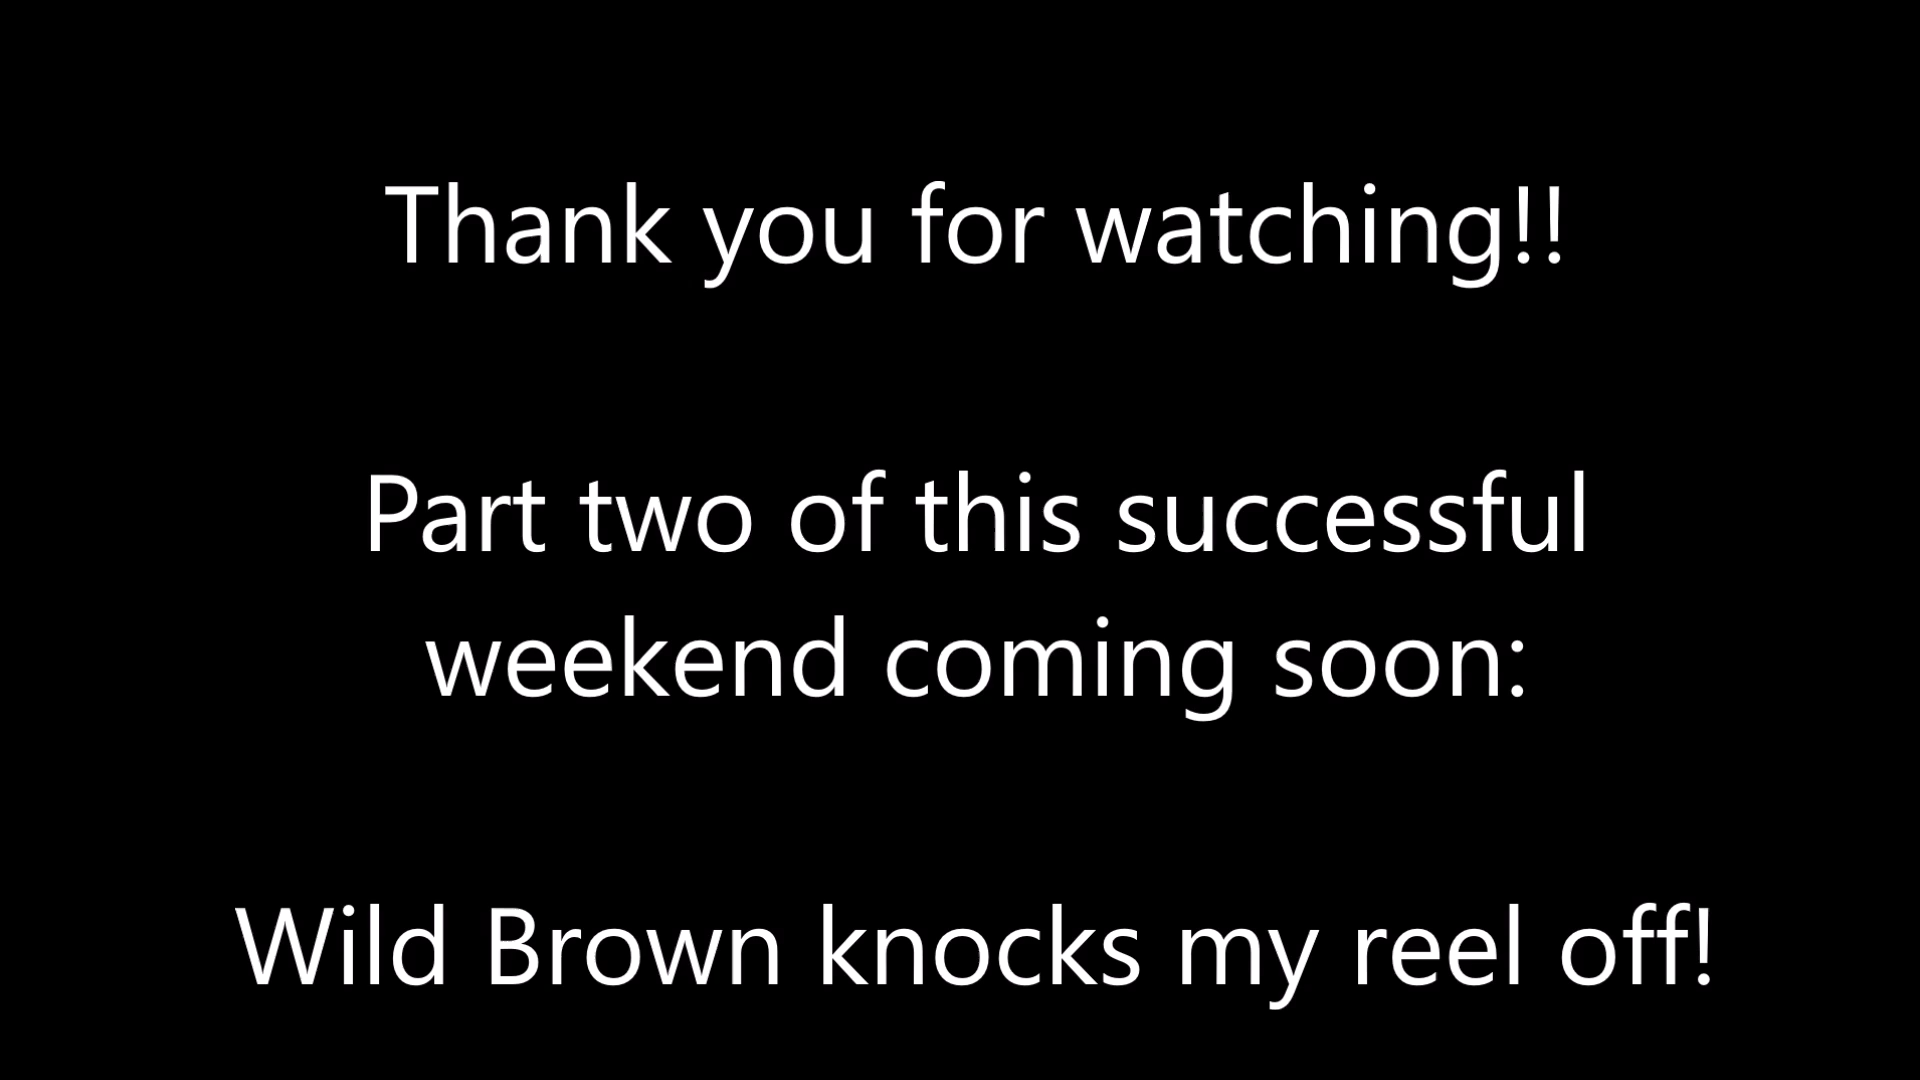 Thank you for watching!!
Part two of this successful
weekend coming soon:
Wild Brown knocks my reel off!